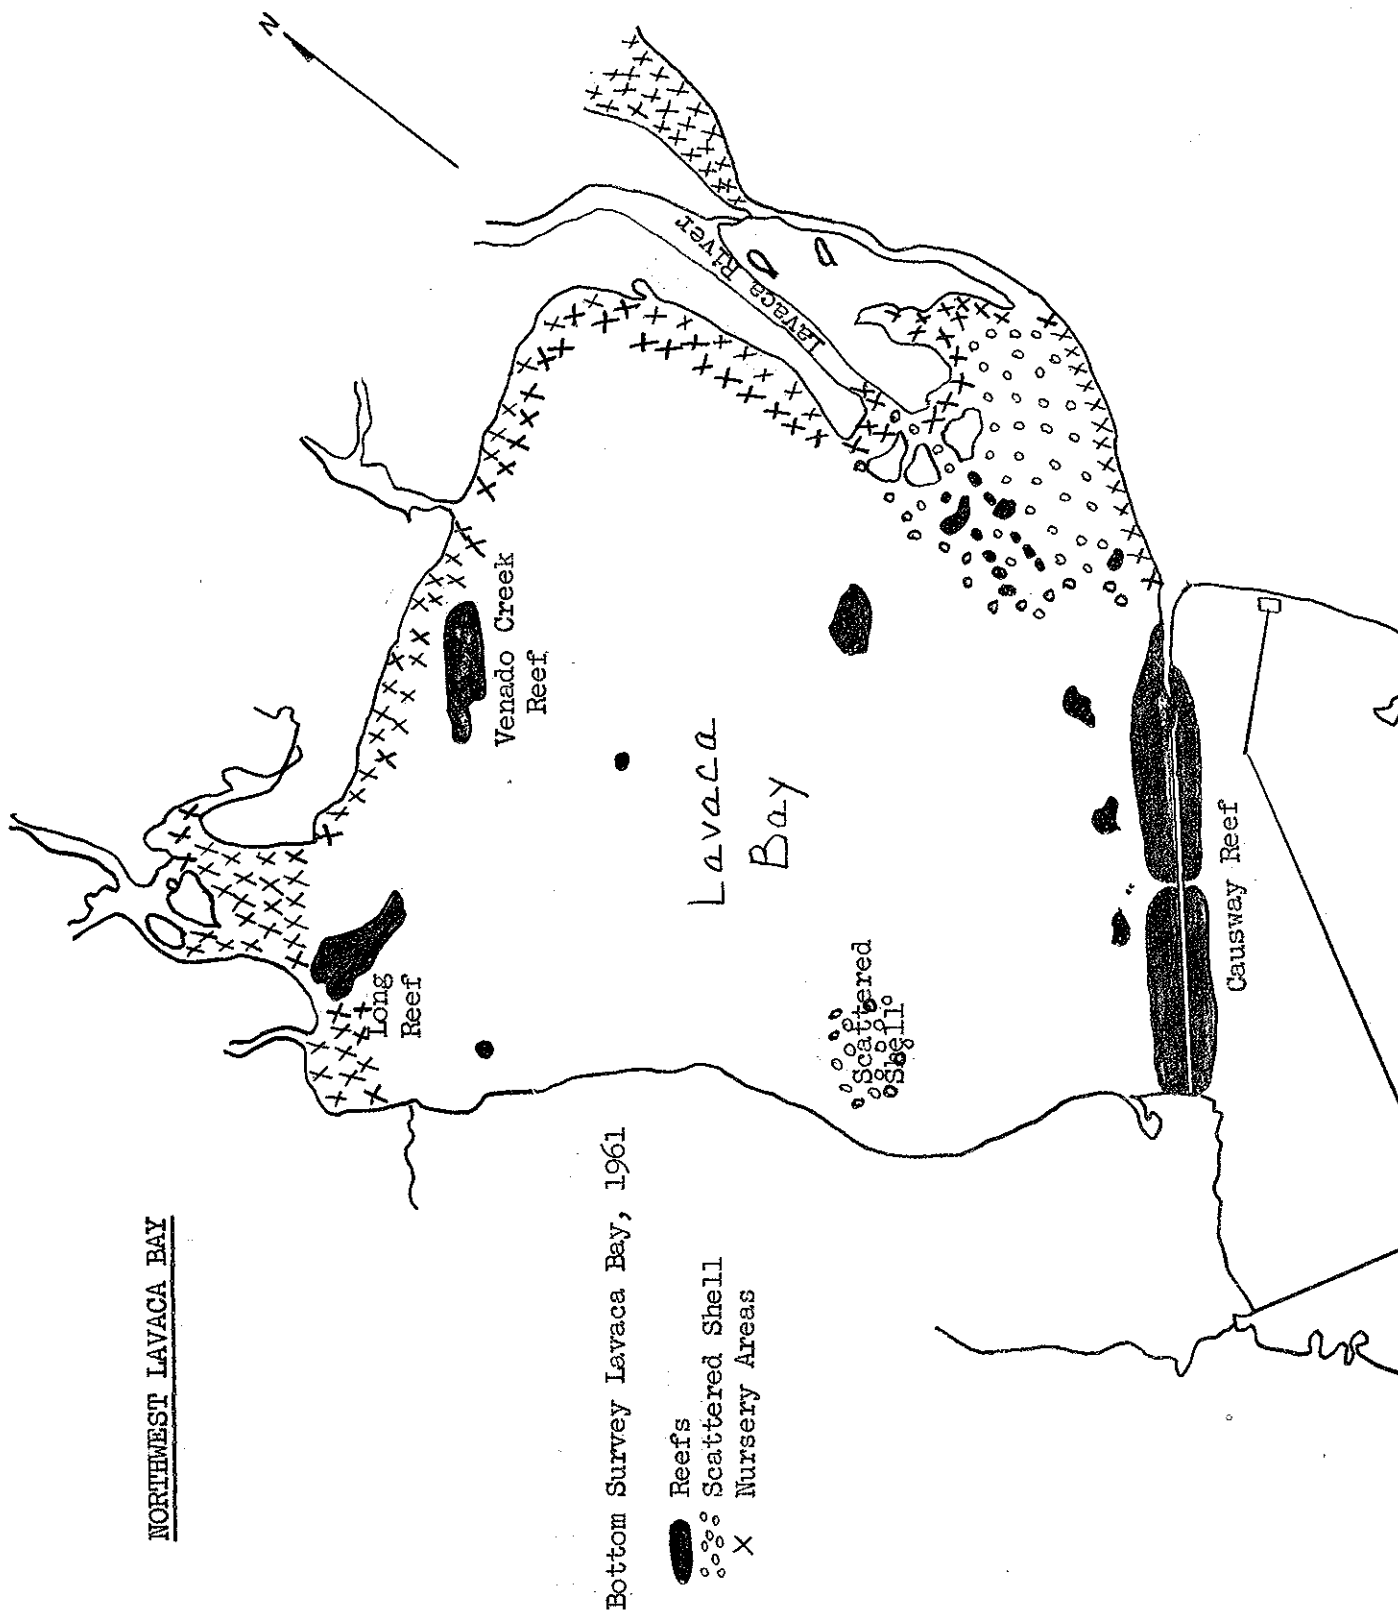 NORTHWEST LAVACA BAY
Bottom Survey Lavaca Bay, 1961
Reefs
Scattered Shell
X Nursery Areas
N
Long
Reef
Venado Creek
Reef
Lavaca River
Lavaca
Bay
Scattered
Shell
Causway Reef